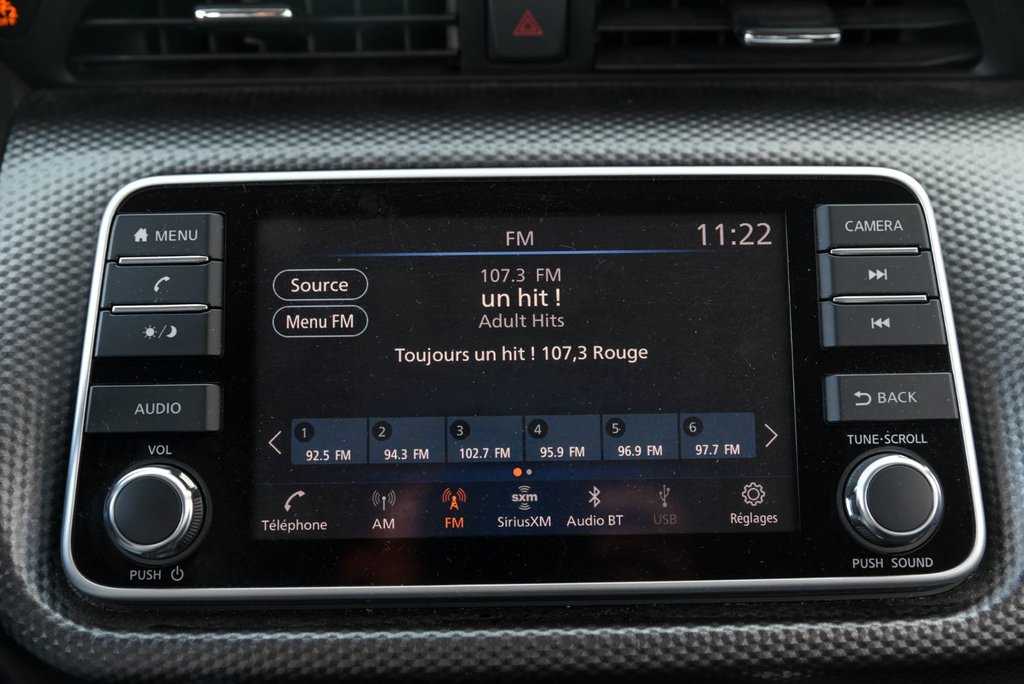 MENU
AUDIO
VOL
PUSH
FM
11:22
Source
Menu FM
107.3 FM
un hit !
Adult Hits
Toujours un hit ! 107,3 Rouge
1
92.5 FM
2
94.3 FM
3
102.7 FM
4
95.9 FM
5
96.9 FM
6
97.7 FM
Téléphone
AM
FM
sxm
SiriusXM
Audio BT
USB
Réglages
CAMERA
BACK
TUNE·SCROLL
PUSH SOUND